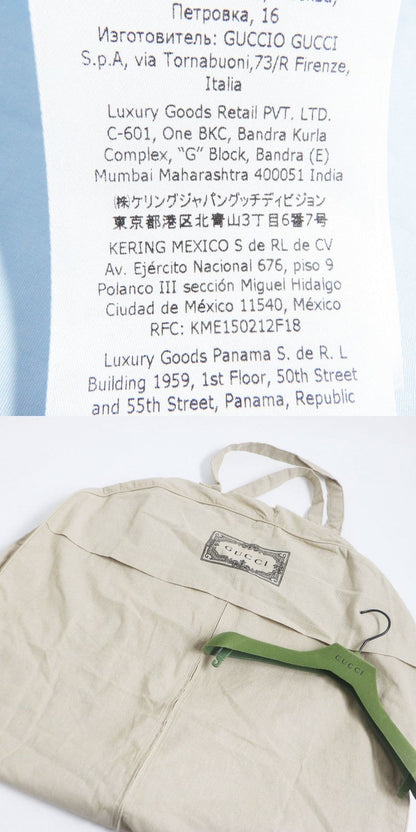 Петровка, 16
Изготовитель: GUCCIO GUCCI
S.p.A, via Tornabuoni,73/R Firenze,
Italia
Luxury Goods Retail PVT. LTD.
C-601, One BKC, Bandra Kurla
Complex, “G” Block, Bandra (E)
Mumbai Maharashtra 400051 India
㈱ケリングジャパングッチディビジョン
東京都港区北青山3丁目6番7号
KERING MEXICO S de RL de CV
Av. Ejército Nacional 676, piso 9
Polanco III sección Miguel Hidalgo
Ciudad de México 11540, México
RFC: KME150212F18
Luxury Goods Panama S. de R. L
Building 1959, 1st Floor, 50th Street
and 55th Street, Panama, Republic
GUCCI
GUCCI